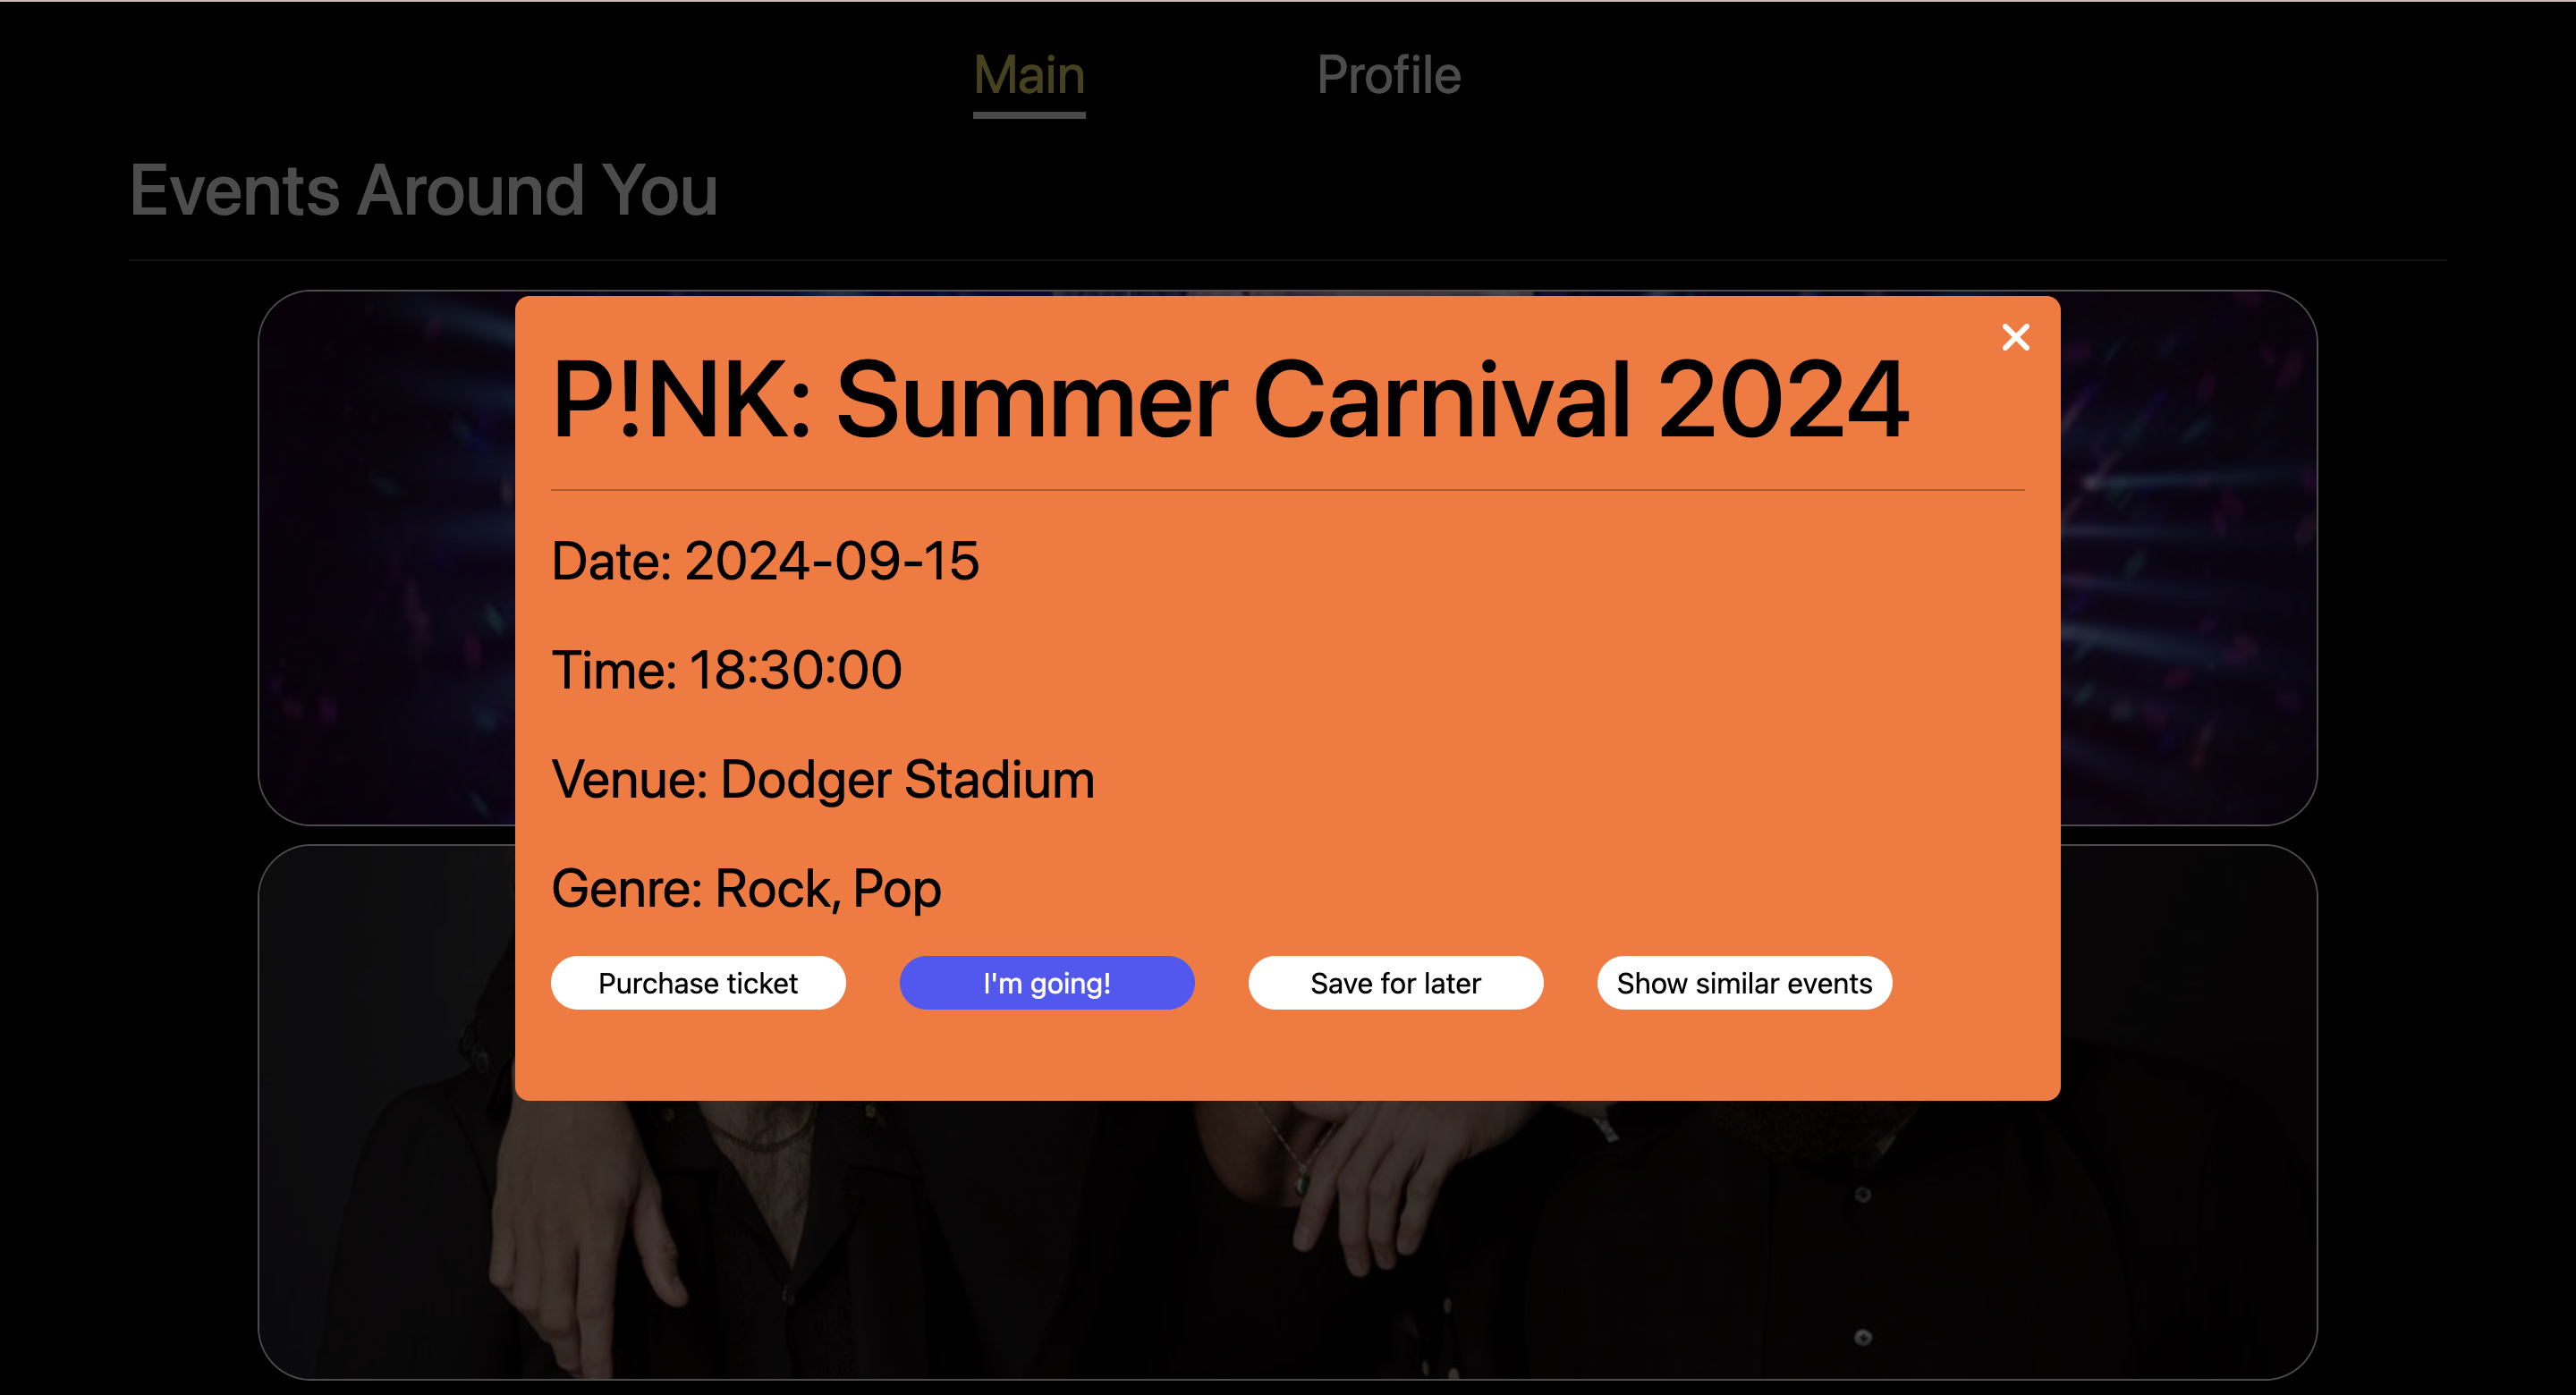 Main Profile
Events Around You
P!NK: Summer Carnival 2024
Date: 2024-09-15
Time: 18:30:00
Venue: Dodger Stadium
Genre: Rock, Pop
Purchase ticket I'm going! Save for later Show similar events